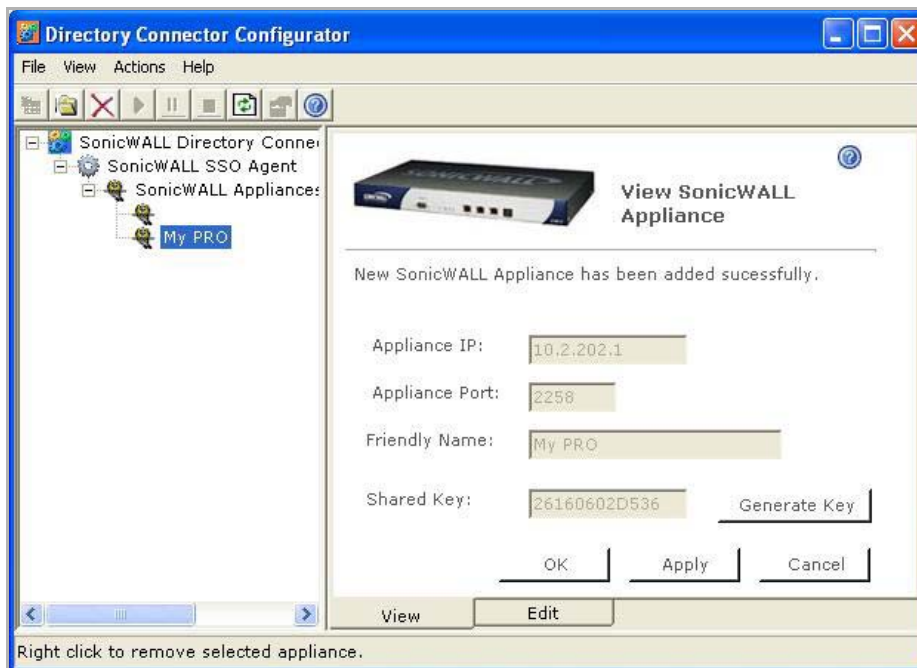 Directory Connector Configurator
File View Actions Help
SonicWALL Directory Conne
SonicWALL SSO Agent
SonicWALL Appliances
My PRO
SONICWALL
View SonicWALL
Appliance
New SonicWALL Appliance has been added sucessfully.
Appliance IP: 10.2.202.1
Appliance Port: 2258
Friendly Name: My PRO
Shared Key: 26160602D536 Generate Key
OK Apply Cancel
View Edit
Right click to remove selected appliance.